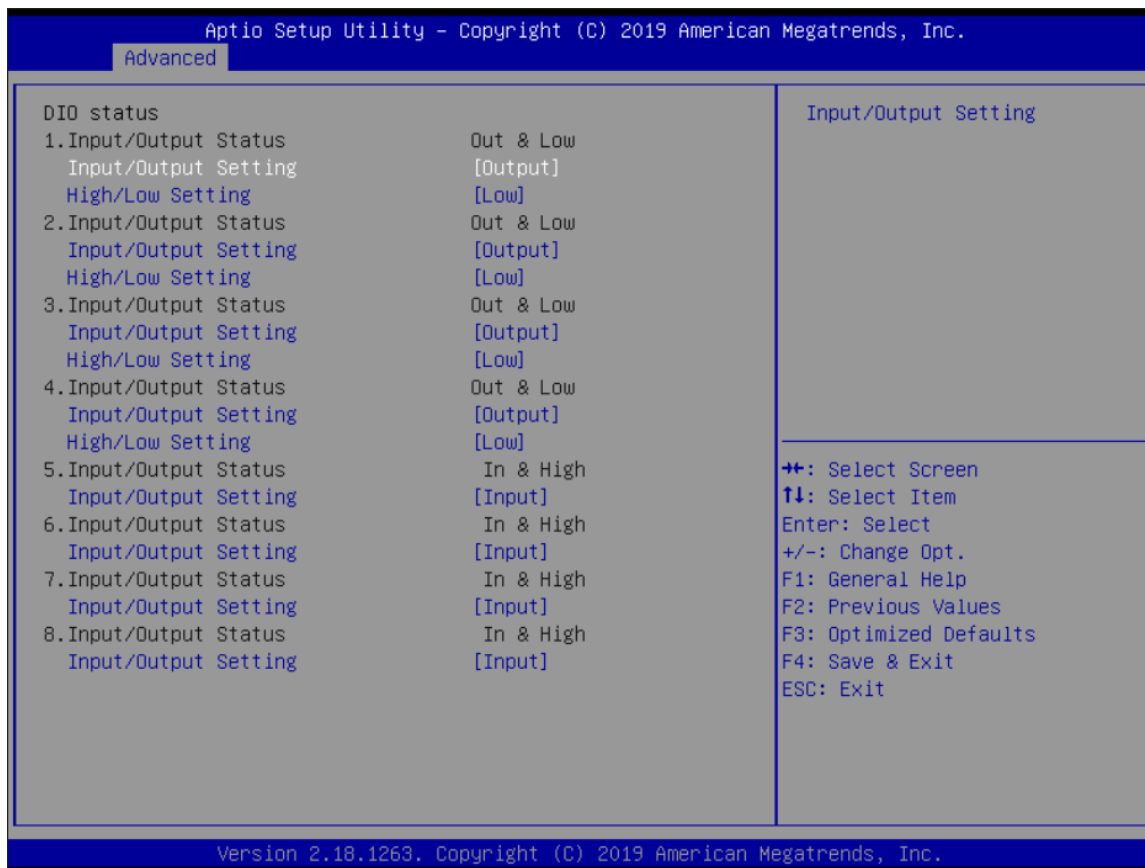 Aptio Setup Utility – Copyright (C) 2019 American Megatrends, Inc.
Advanced
DIO status
1.Input/Output Status Out & Low
Input/Output Setting [Output]
High/Low Setting [Low]
2.Input/Output Status Out & Low
Input/Output Setting [Output]
High/Low Setting [Low]
3.Input/Output Status Out & Low
Input/Output Setting [Output]
High/Low Setting [Low]
4.Input/Output Status Out & Low
Input/Output Setting [Output]
High/Low Setting [Low]
5.Input/Output Status In & High
Input/Output Setting [Input]
6.Input/Output Status In & High
Input/Output Setting [Input]
7.Input/Output Status In & High
Input/Output Setting [Input]
8.Input/Output Status In & High
Input/Output Setting [Input]
Input/Output Setting
→←: Select Screen
↑↓: Select Item
Enter: Select
+/-: Change Opt.
F1: General Help
F2: Previous Values
F3: Optimized Defaults
F4: Save & Exit
ESC: Exit
Version 2.18.1263. Copyright (C) 2019 American Megatrends, Inc.